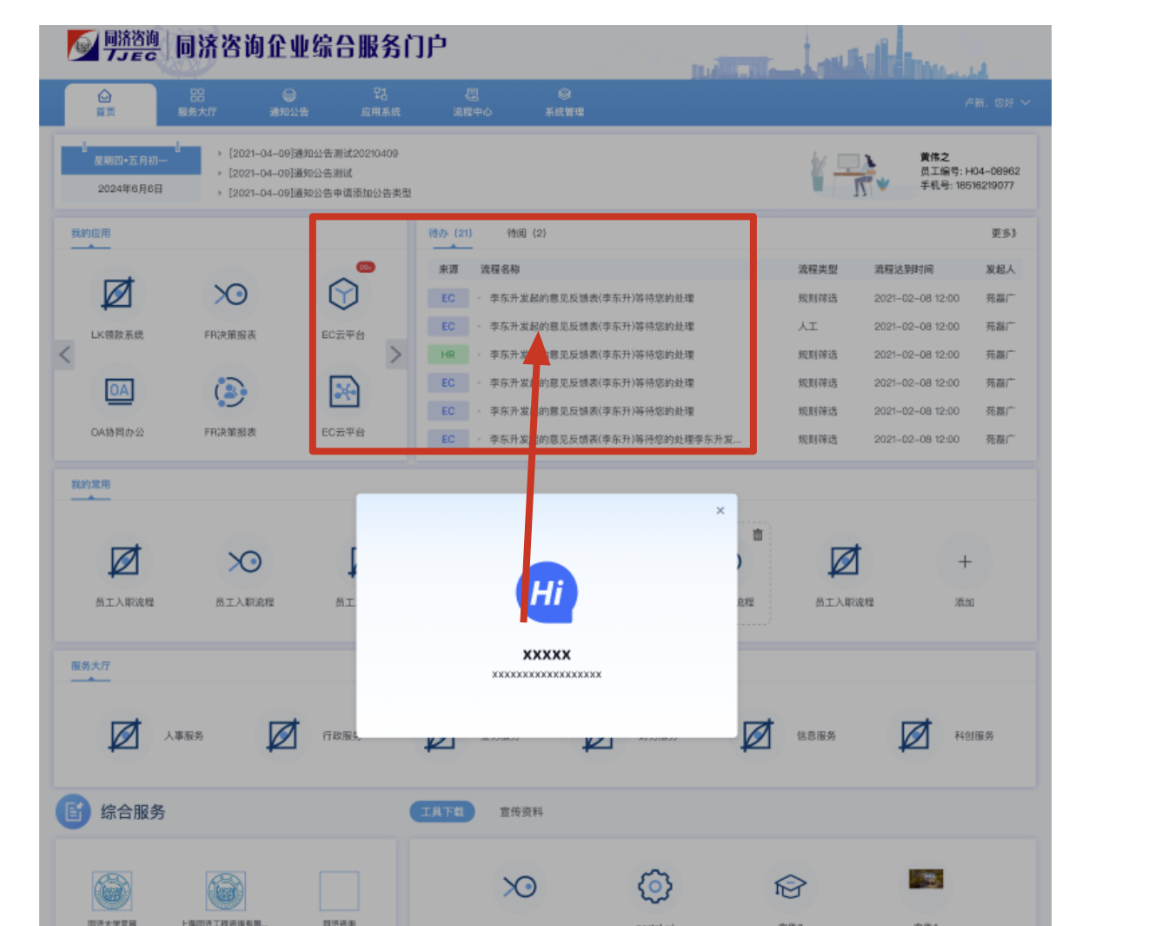 同济咨询
TJEC
同济咨询企业综合服务门户
首页
服务大厅
通知公告
应用系统
流程中心
系统管理
卢新，您好
星期四•五月初一
2024年6月6日
[2021-04-09]通知公告测试20210409
[2021-04-09]通知公告测试
[2021-04-09]通知公告申请添加公告类型
黄伟之
员工编号: H04-08962
手机号: 18516219077
我的应用
待办（21）
待阅（2）
更多》
LK领款系统
FR决策报表
99+
EC云平台
OA
OA协同办公
FR决策报表
EC云平台
来源 流程名称 流程类型 流程达到时间 发起人
EC 李东升发起的意见反馈表(李东升)等待您的处理 规则筛选 2021-02-08 12:00 苑磊广
EC 李东升发起的意见反馈表(李东升)等待您的处理 人工 2021-02-08 12:00 苑磊广
HR 李东升发起的意见反馈表(李东升)等待您的处理 规则筛选 2021-02-08 12:00 苑磊广
EC 李东升发起的意见反馈表(李东升)等待您的处理 规则筛选 2021-02-08 12:00 苑磊广
EC 李东升发起的意见反馈表(李东升)等待您的处理 规则筛选 2021-02-08 12:00 苑磊广
EC 李东升发起的意见反馈表(李东升)等待您的处理李东升发... 规则筛选 2021-02-08 12:00 苑磊广
我的常用
员工入职流程
员工入职流程
员工
流程
员工入职流程
添加
Hi
xxxxx
xxxxxxxxxxxxxxxxxx
服务大厅
人事服务
行政服务
信息服务
科创服务
综合服务
工具下载
宣传资料